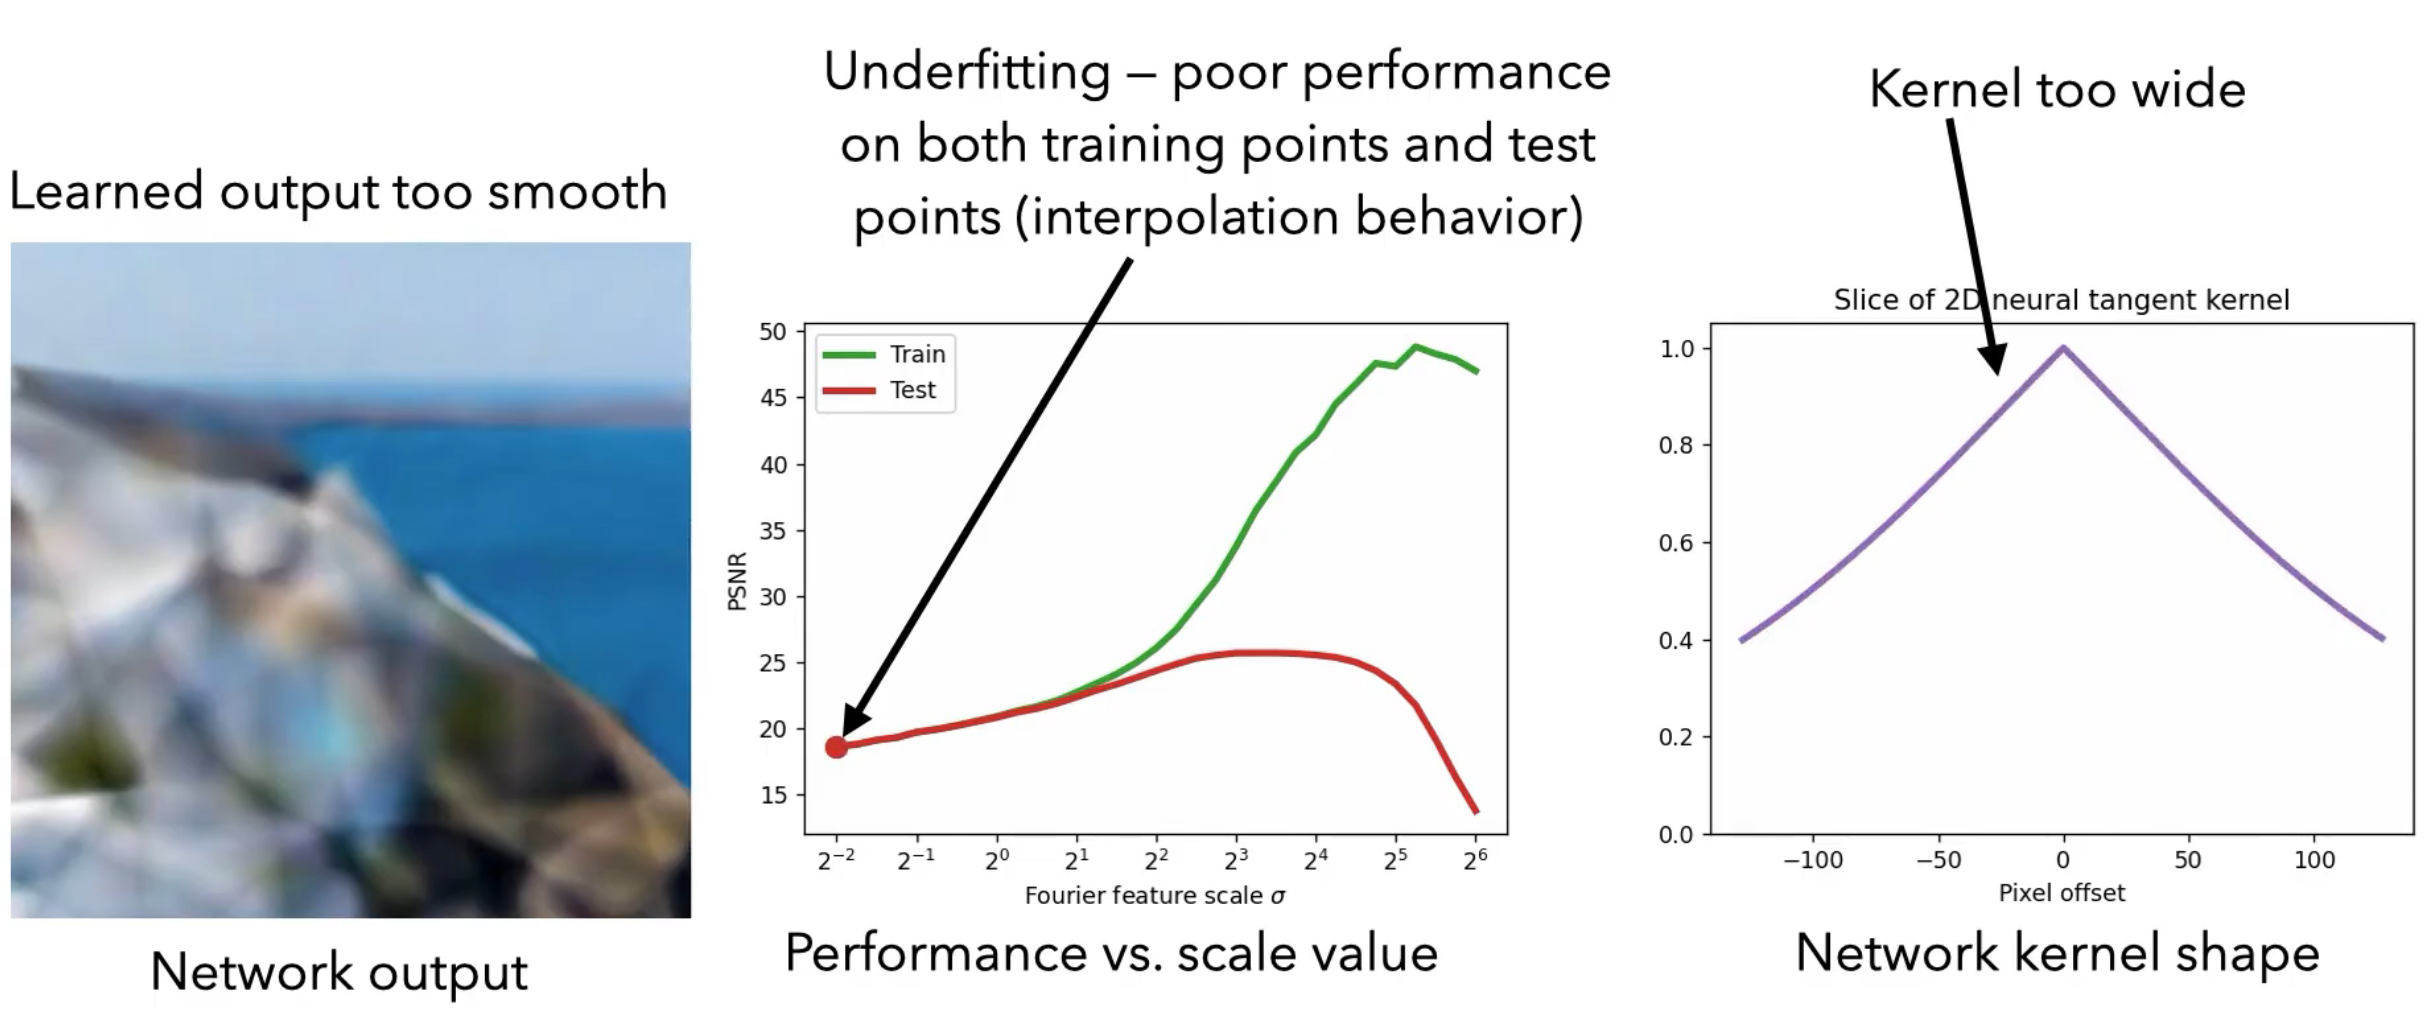 Learned output too smooth
Network output
Underfitting – poor performance
on both training points and test
points (interpolation behavior)
Train
Test
50
45
40
35
30
25
20
15
PSNR
2⁻² 2⁻¹ 2⁰ 2¹ 2² 2³ 2⁴ 2⁵ 2⁶
Fourier feature scale σ
Performance vs. scale value
Kernel too wide
Slice of 2D neural tangent kernel
1.0
0.8
0.6
0.4
0.2
0.0
−100 −50 0 50 100
Pixel offset
Network kernel shape